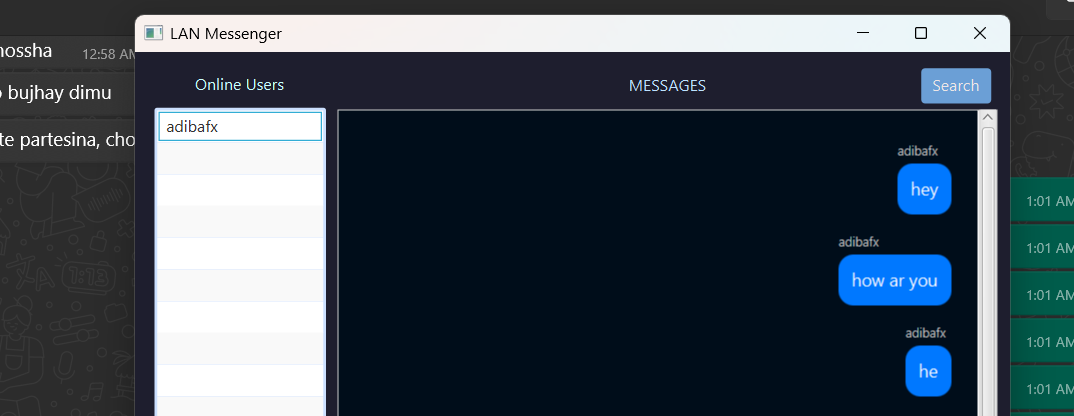 LAN Messenger
nossha 12:58 AM
bujhay dimu
te partesina, cho
Online Users
MESSAGES
Search
adibafx
adibafx
hey
adibafx
how ar you
adibafx
he
1:01 AM
1:01 AM
1:01 AM
1:01 AM
1:01 AM